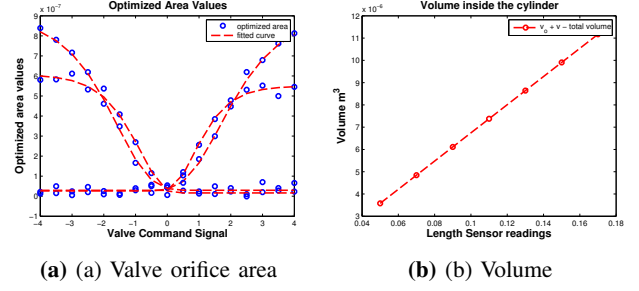 Optimized Area Values
x 10^-7
optimized area
fitted curve
9
8
7
6
5
4
3
2
1
0
-1
-4 -3 -2 -1 0 1 2 3 4
Optimized area values
Valve Command Signal
(a) (a) Valve orifice area
Volume inside the cylinder
x 10^-6
v_o + v − total volume
12
11
10
9
8
7
6
5
4
3
0.04 0.06 0.08 0.1 0.12 0.14 0.16 0.18
Volume m^3
Length Sensor readings
(b) (b) Volume